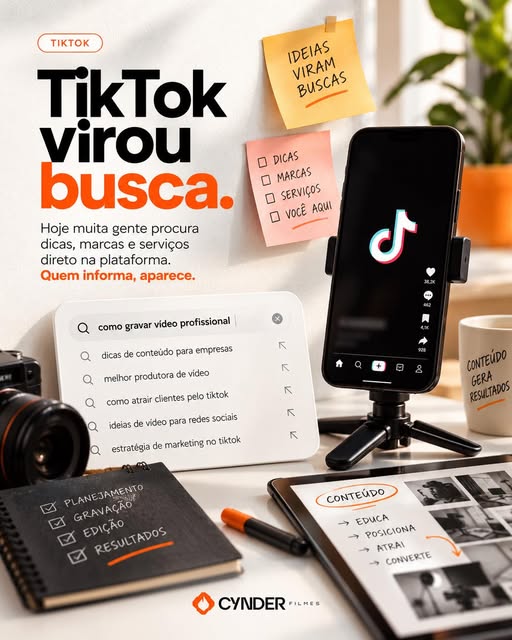 TIKTOK
TikTok
virou
busca.
Hoje muita gente procura
dicas, marcas e serviços
direto na plataforma.
Quem informa, aparece.
IDEIAS
VIRAM
BUSCAS
DICAS
MARCAS
SERVIÇOS
VOCÊ AQUI
38,2K
462
4,1K
928
como gravar vídeo profissional
dicas de conteúdo para empresas
melhor produtora de vídeo
como atrair clientes pelo tiktok
ideias de vídeo para redes sociais
estratégia de marketing no tiktok
CONTEÚDO
GERA
RESULTADOS
PLANEJAMENTO
GRAVAÇÃO
EDIÇÃO
RESULTADOS
CONTEÚDO
→ EDUCA
→ POSICIONA
→ ATRAI
→ CONVERTE
CYNDER FILMES